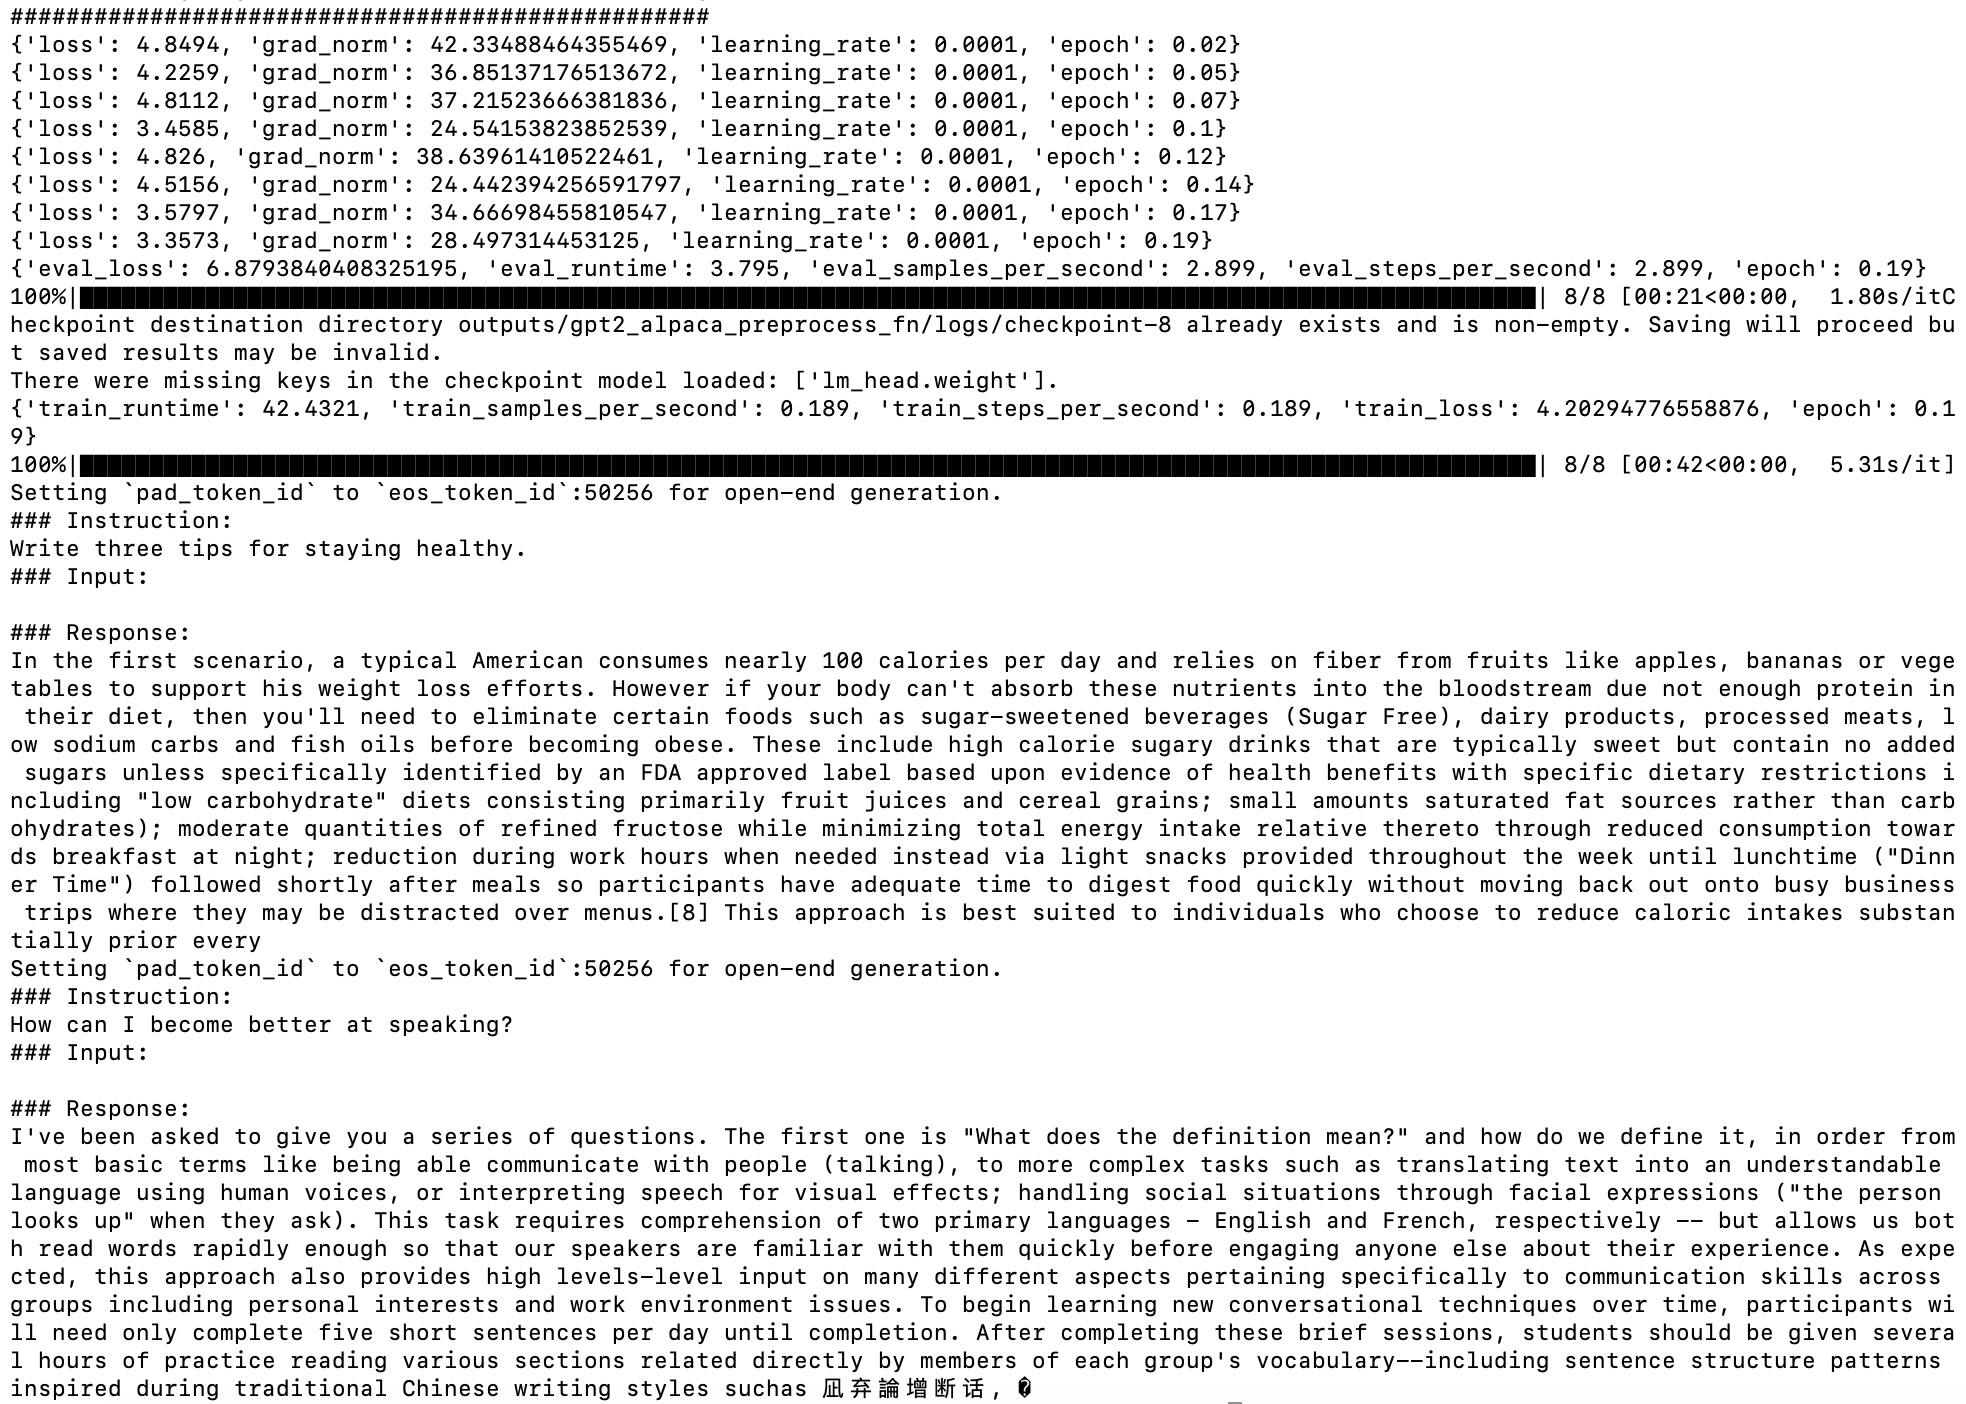 ##################################################
{'loss': 4.8494, 'grad_norm': 42.33488464355469, 'learning_rate': 0.0001, 'epoch': 0.02}
{'loss': 4.2259, 'grad_norm': 36.85137176513672, 'learning_rate': 0.0001, 'epoch': 0.05}
{'loss': 4.8112, 'grad_norm': 37.21523666381836, 'learning_rate': 0.0001, 'epoch': 0.07}
{'loss': 3.4585, 'grad_norm': 24.54153823852539, 'learning_rate': 0.0001, 'epoch': 0.1}
{'loss': 4.826, 'grad_norm': 38.63961410522461, 'learning_rate': 0.0001, 'epoch': 0.12}
{'loss': 4.5156, 'grad_norm': 24.442394256591797, 'learning_rate': 0.0001, 'epoch': 0.14}
{'loss': 3.5797, 'grad_norm': 34.66698455810547, 'learning_rate': 0.0001, 'epoch': 0.17}
{'loss': 3.3573, 'grad_norm': 28.497314453125, 'learning_rate': 0.0001, 'epoch': 0.19}
{'eval_loss': 6.8793840408325195, 'eval_runtime': 3.795, 'eval_samples_per_second': 2.899, 'eval_steps_per_second': 2.899, 'epoch': 0.19}
100%|| 8/8 [00:21<00:00,  1.80s/itC
heckpoint destination directory outputs/gpt2_alpaca_preprocess_fn/logs/checkpoint-8 already exists and is non-empty. Saving will proceed bu
t saved results may be invalid.
There were missing keys in the checkpoint model loaded: ['lm_head.weight'].
{'train_runtime': 42.4321, 'train_samples_per_second': 0.189, 'train_steps_per_second': 0.189, 'train_loss': 4.20294776558876, 'epoch': 0.1
9}
100%|| 8/8 [00:42<00:00,  5.31s/it]
Setting `pad_token_id` to `eos_token_id`:50256 for open-end generation.
### Instruction:
Write three tips for staying healthy.
### Input:
### Response:
In the first scenario, a typical American consumes nearly 100 calories per day and relies on fiber from fruits like apples, bananas or vege
tables to support his weight loss efforts. However if your body can't absorb these nutrients into the bloodstream due not enough protein in
 their diet, then you'll need to eliminate certain foods such as sugar-sweetened beverages (Sugar Free), dairy products, processed meats, l
ow sodium carbs and fish oils before becoming obese. These include high calorie sugary drinks that are typically sweet but contain no added
 sugars unless specifically identified by an FDA approved label based upon evidence of health benefits with specific dietary restrictions i
ncluding "low carbohydrate" diets consisting primarily fruit juices and cereal grains; small amounts saturated fat sources rather than carb
ohydrates); moderate quantities of refined fructose while minimizing total energy intake relative thereto through reduced consumption towar
ds breakfast at night; reduction during work hours when needed instead via light snacks provided throughout the week until lunchtime ("Dinn
er Time") followed shortly after meals so participants have adequate time to digest food quickly without moving back out onto busy business
 trips where they may be distracted over menus.[8] This approach is best suited to individuals who choose to reduce caloric intakes substan
tially prior every
Setting `pad_token_id` to `eos_token_id`:50256 for open-end generation.
### Instruction:
How can I become better at speaking?
### Input:
### Response:
I've been asked to give you a series of questions. The first one is "What does the definition mean?" and how do we define it, in order from
 most basic terms like being able communicate with people (talking), to more complex tasks such as translating text into an understandable
language using human voices, or interpreting speech for visual effects; handling social situations through facial expressions ("the person
looks up" when they ask). This task requires comprehension of two primary languages - English and French, respectively -- but allows us bot
h read words rapidly enough so that our speakers are familiar with them quickly before engaging anyone else about their experience. As expe
cted, this approach also provides high levels-level input on many different aspects pertaining specifically to communication skills across
groups including personal interests and work environment issues. To begin learning new conversational techniques over time, participants wi
ll need only complete five short sentences per day until completion. After completing these brief sessions, students should be given severa
l hours of practice reading various sections related directly by members of each group's vocabulary--including sentence structure patterns
inspired during traditional Chinese writing styles suchas 凪弃論增断话, �